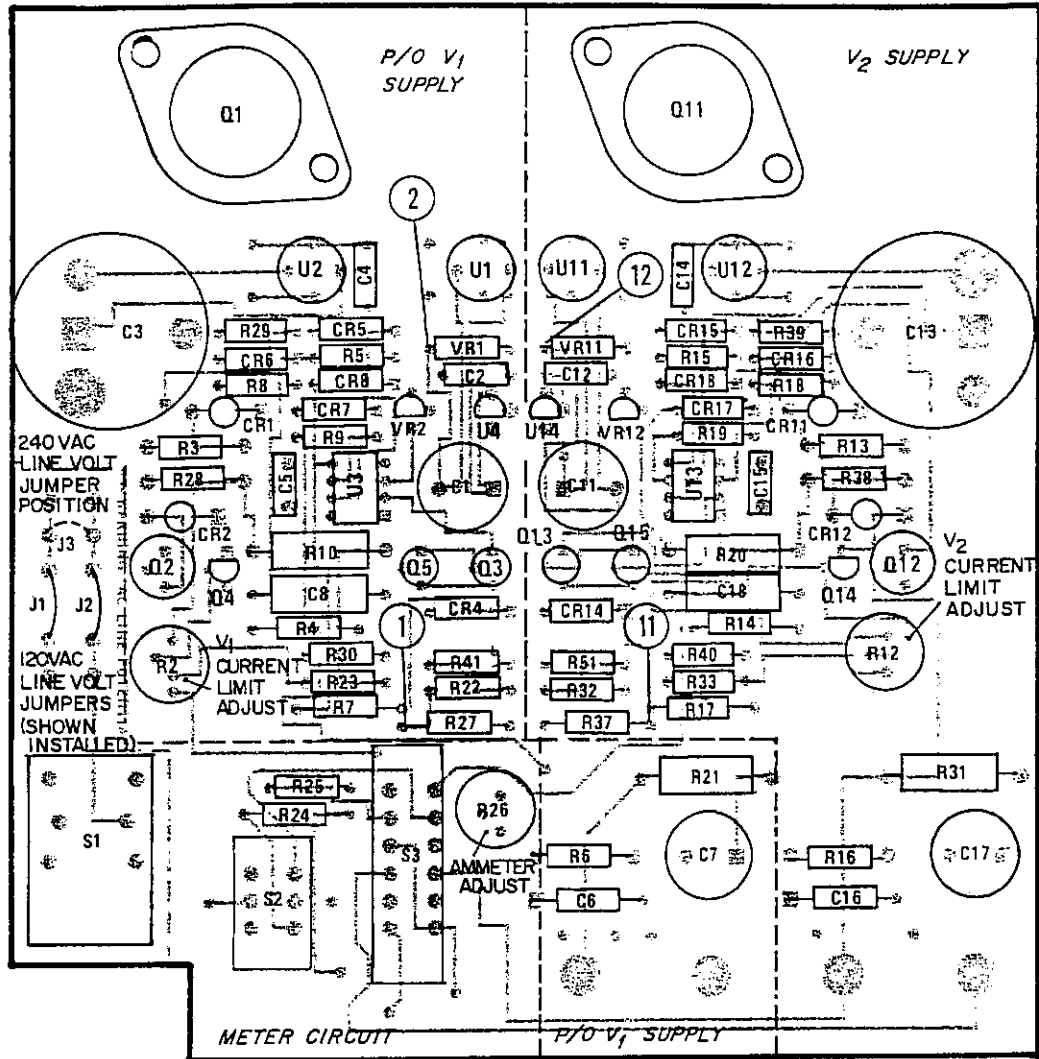 P/O V1
SUPPLY
V2 SUPPLY
Q1
Q11
2
12
U2
C4
U1
U11
C14
U12
C3
R29
CR5
VR1
VR11
CR15
R39
C13
CR6
R5
C2
C12
R15
CR16
R8
CR8
CR18
R18
CR1
CR7
VR2
U4
U14
VR12
CR17
CR11
240 VAC
LINE VOLT
JUMPER
POSITION
R3
R9
R19
R13
R28
C5
U3
C11
U13
C15
R38
J3
CR2
Q13
Q15
CR12
Q2
R10
Q5
Q3
R20
Q12
V2
CURRENT
LIMIT
ADJUST
J1
J2
Q4
C8
C18
Q14
CR4
CR14
R4
1
11
R14
R2
V1
CURRENT
LIMIT
ADJUST
R30
R41
R51
R40
R12
120VAC
LINE VOLT
JUMPERS
(SHOWN
INSTALLED)
R23
R22
R32
R33
R7
R27
R37
R17
S1
R25
R24
S3
R26
AMMETER
ADJUST
R21
R31
S2
R6
C7
R16
C17
C6
C16
METER CIRCUIT
P/O V1 SUPPLY